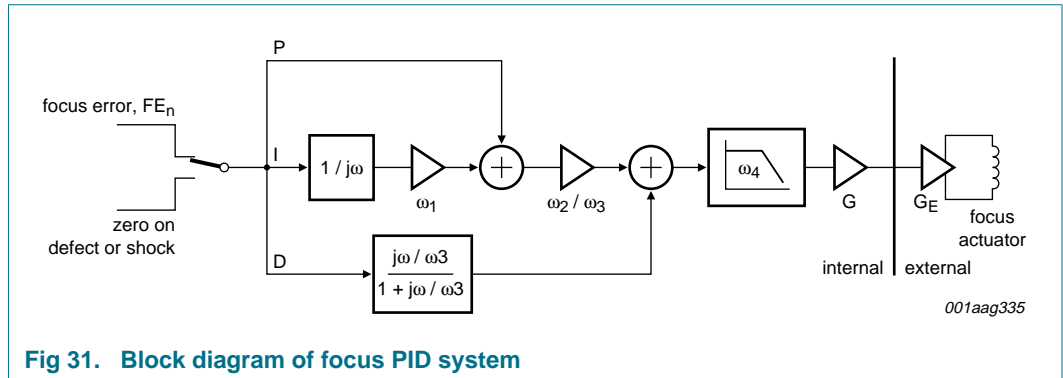 P
focus error, FEn
I
1 / jω
ω1
ω2 / ω3
ω4
G
GE
zero on
defect or shock
focus
actuator
D
jω / ω3
1 + jω / ω3
internal
external
001aag335
Fig 31. Block diagram of focus PID system